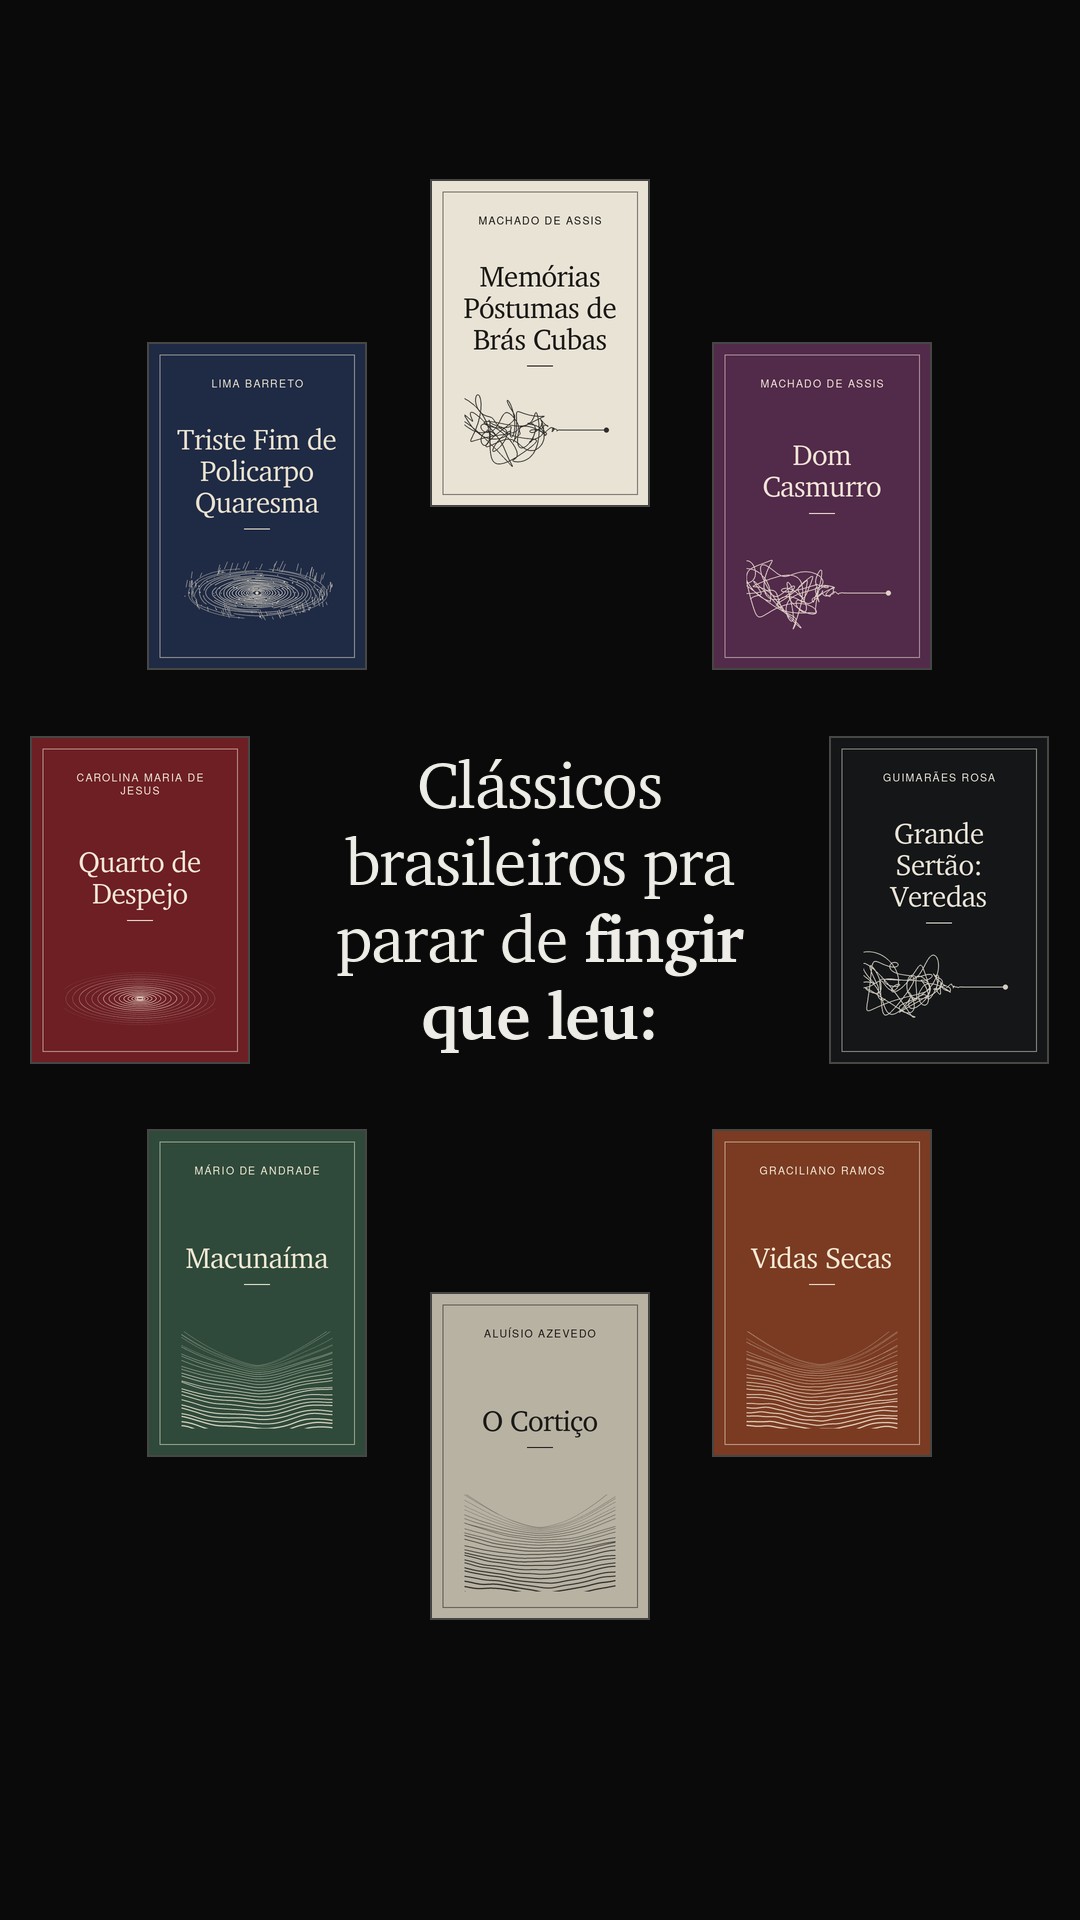 MACHADO DE ASSIS
Memórias
Póstumas de
Brás Cubas
LIMA BARRETO
Triste Fim de
Policarpo
Quaresma
MACHADO DE ASSIS
Dom
Casmurro
CAROLINA MARIA DE
JESUS
Quarto de
Despejo
Clássicos
brasileiros pra
parar de fingir
que leu:
GUIMARÃES ROSA
Grande
Sertão:
Veredas
MÁRIO DE ANDRADE
Macunaíma
GRACILIANO RAMOS
Vidas Secas
ALUÍSIO AZEVEDO
O Cortiço